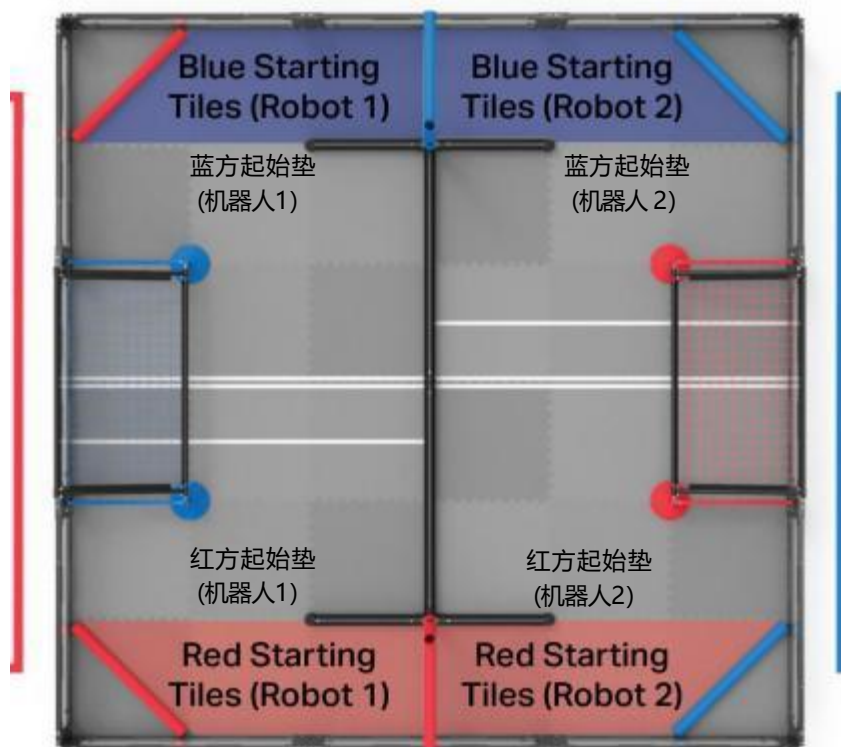 Blue Starting
Tiles (Robot 1)
Blue Starting
Tiles (Robot 2)
蓝方起始垫
(机器人1)
蓝方起始垫
(机器人 2)
红方起始垫
(机器人1)
红方起始垫
(机器人2)
Red Starting
Tiles (Robot 1)
Red Starting
Tiles (Robot 2)